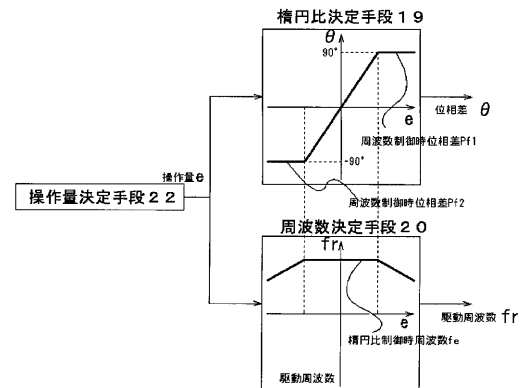 楕円比決定手段19
θ
90°
e
位相差 θ
周波数制御時位相差Pf1
-90°
操作量e
操作量決定手段22
周波数制御時位相差Pf2
周波数決定手段20
fr
e
駆動周波数 fr
楕円比制御時周波数fe
駆動周波数